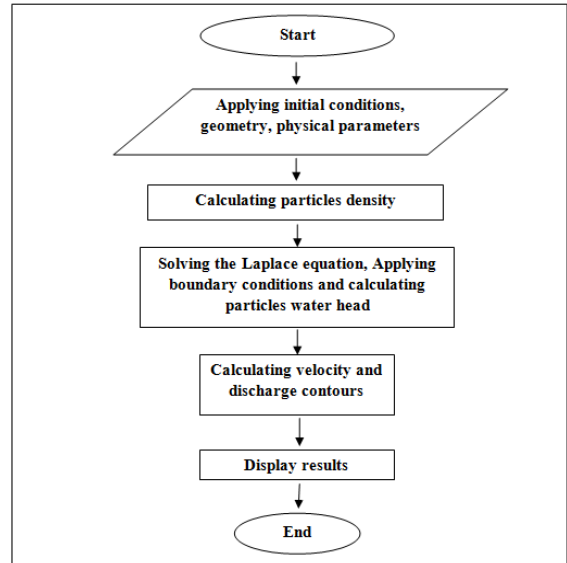 Start
Applying initial conditions,
geometry, physical parameters
Calculating particles density
Solving the Laplace equation, Applying
boundary conditions and calculating
particles water head
Calculating velocity and
discharge contours
Display results
End